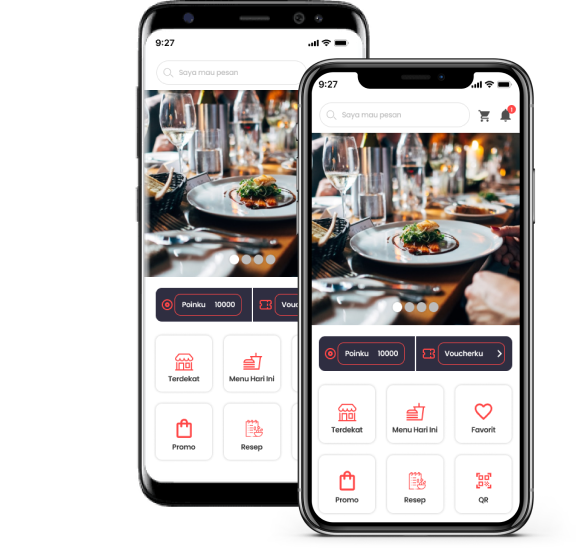 9:27
Saya mau pesan
Poinku 10000
Vouc
Terdekat
Menu Hari Ini
Promo
Resep
9:27
Saya mau pesan
1
Poinku 10000
Voucherku
Terdekat
Menu Hari Ini
Favorit
Promo
Resep
QR